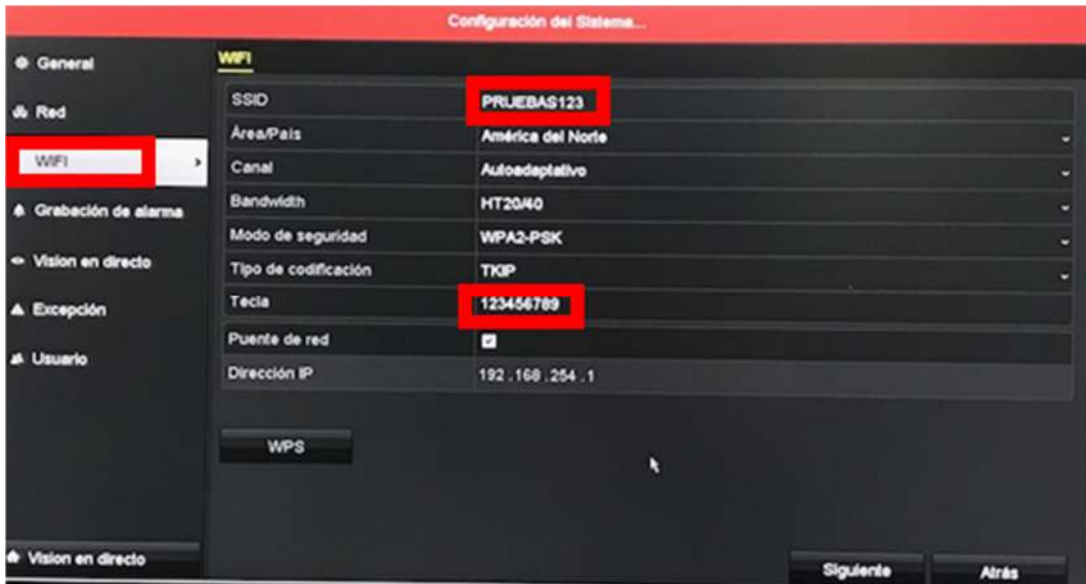 Configuración del Sistema...
General
Red
WIFI
Grabación de alarma
Vision en directo
Excepción
Usuario
Vision en directo
WIFI
SSID PRUEBAS123
Área/País América del Norte
Canal Autoadaptativo
Bandwidth HT20/40
Modo de seguridad WPA2-PSK
Tipo de codificación TKIP
Tecla 123456789
Puente de red
Dirección IP 192.168.254.1
WPS
Siguiente Atrás